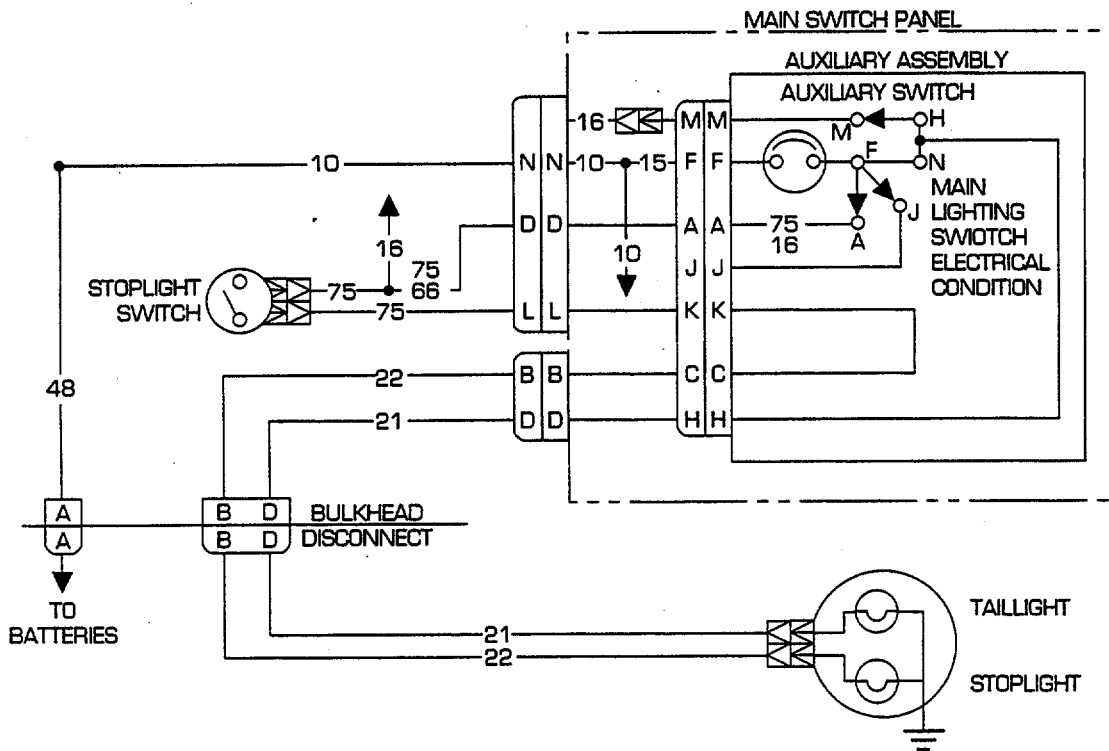 MAIN SWITCH PANEL
AUXILIARY ASSEMBLY
AUXILIARY SWITCH
16 M M M H
10 N N 10 15 F F F N
D D A A 75 A J
16
16 75 10
66
J J
MAIN
LIGHTING
SWIOTCH
ELECTRICAL
CONDITION
STOPLIGHT
SWITCH
75
75 L L K K
48
22 B B C C
21 D D H H
A B D BULKHEAD
A B D DISCONNECT
TO
BATTERIES
21
22
TAILLIGHT
STOPLIGHT